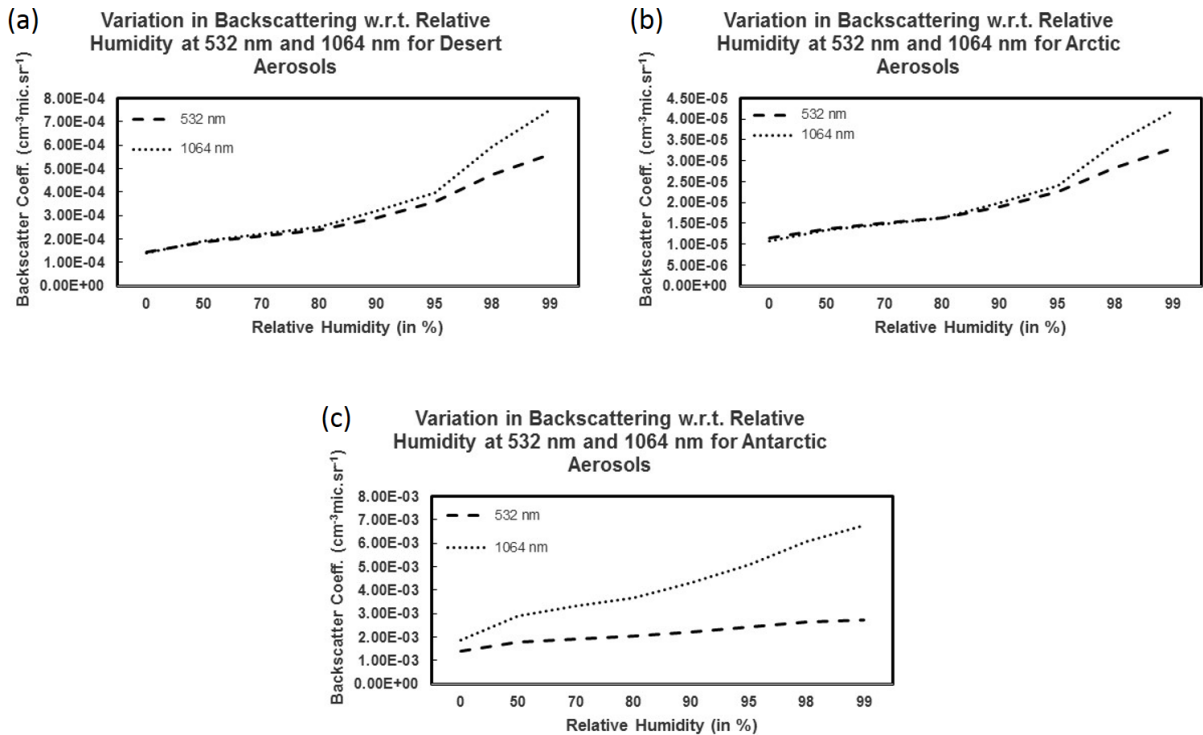 (a)
Variation in Backscattering w.r.t. Relative
Humidity at 532 nm and 1064 nm for Desert
Aerosols
Backscatter Coeff. (cm⁻³mic.sr⁻¹)
8.00E-04
7.00E-04
6.00E-04
5.00E-04
4.00E-04
3.00E-04
2.00E-04
1.00E-04
0.00E+00
532 nm
1064 nm
0 50 70 80 90 95 98 99
Relative Humidity (in %)
(b)
Variation in Backscattering w.r.t. Relative
Humidity at 532 nm and 1064 nm for Arctic
Aerosols
Backscatter Coeff. (cm⁻³mic.sr⁻¹)
4.50E-05
4.00E-05
3.50E-05
3.00E-05
2.50E-05
2.00E-05
1.50E-05
1.00E-05
5.00E-06
0.00E+00
532 nm
1064 nm
0 50 70 80 90 95 98 99
Relative Humidity (in %)
(c)
Variation in Backscattering w.r.t. Relative
Humidity at 532 nm and 1064 nm for Antarctic
Aerosols
Backscatter Coeff. (cm⁻³mic.sr⁻¹)
8.00E-03
7.00E-03
6.00E-03
5.00E-03
4.00E-03
3.00E-03
2.00E-03
1.00E-03
0.00E+00
532 nm
1064 nm
0 50 70 80 90 95 98 99
Relative Humidity (in %)